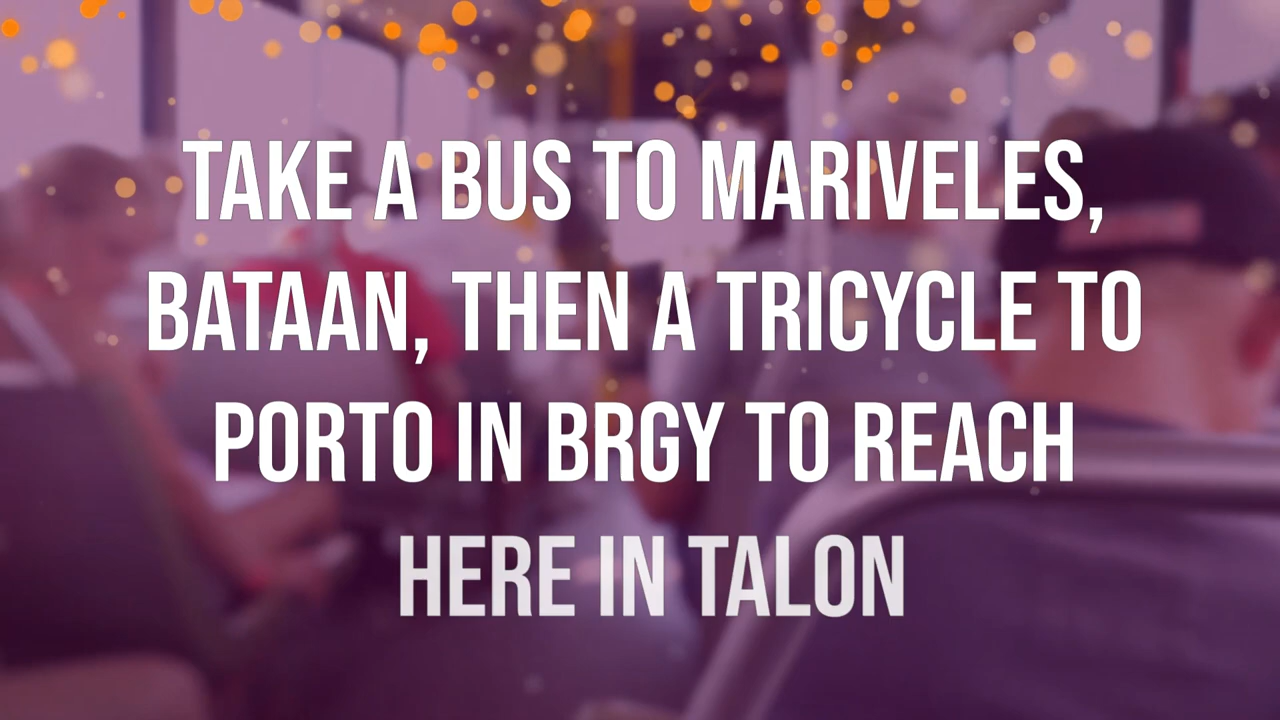 TAKE A BUS TO MARIVELES,
BATAAN, THEN A TRICYCLE TO
PORTO IN BRGY TO REACH
HERE IN TALON